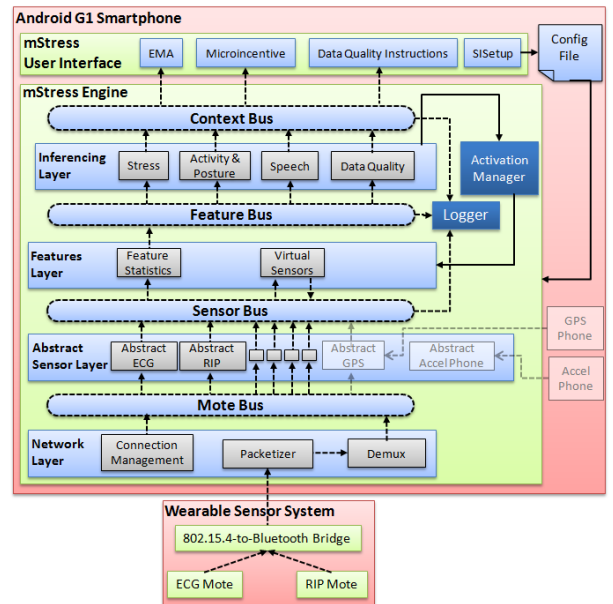 Android G1 Smartphone
mStress
User Interface
EMA
Microincentive
Data Quality Instructions
SISetup
Config
File
mStress Engine
Context Bus
Inferencing
Layer
Stress
Activity &
Posture
Speech
Data Quality
Activation
Manager
Feature Bus
Logger
Features
Layer
Feature
Statistics
Virtual
Sensors
Sensor Bus
Abstract
Sensor Layer
Abstract
ECG
Abstract
RIP
Abstract
GPS
Abstract
Accel Phone
GPS
Phone
Accel
Phone
Mote Bus
Network
Layer
Connection
Management
Packetizer
Demux
Wearable Sensor System
802.15.4-to-Bluetooth Bridge
ECG Mote
RIP Mote